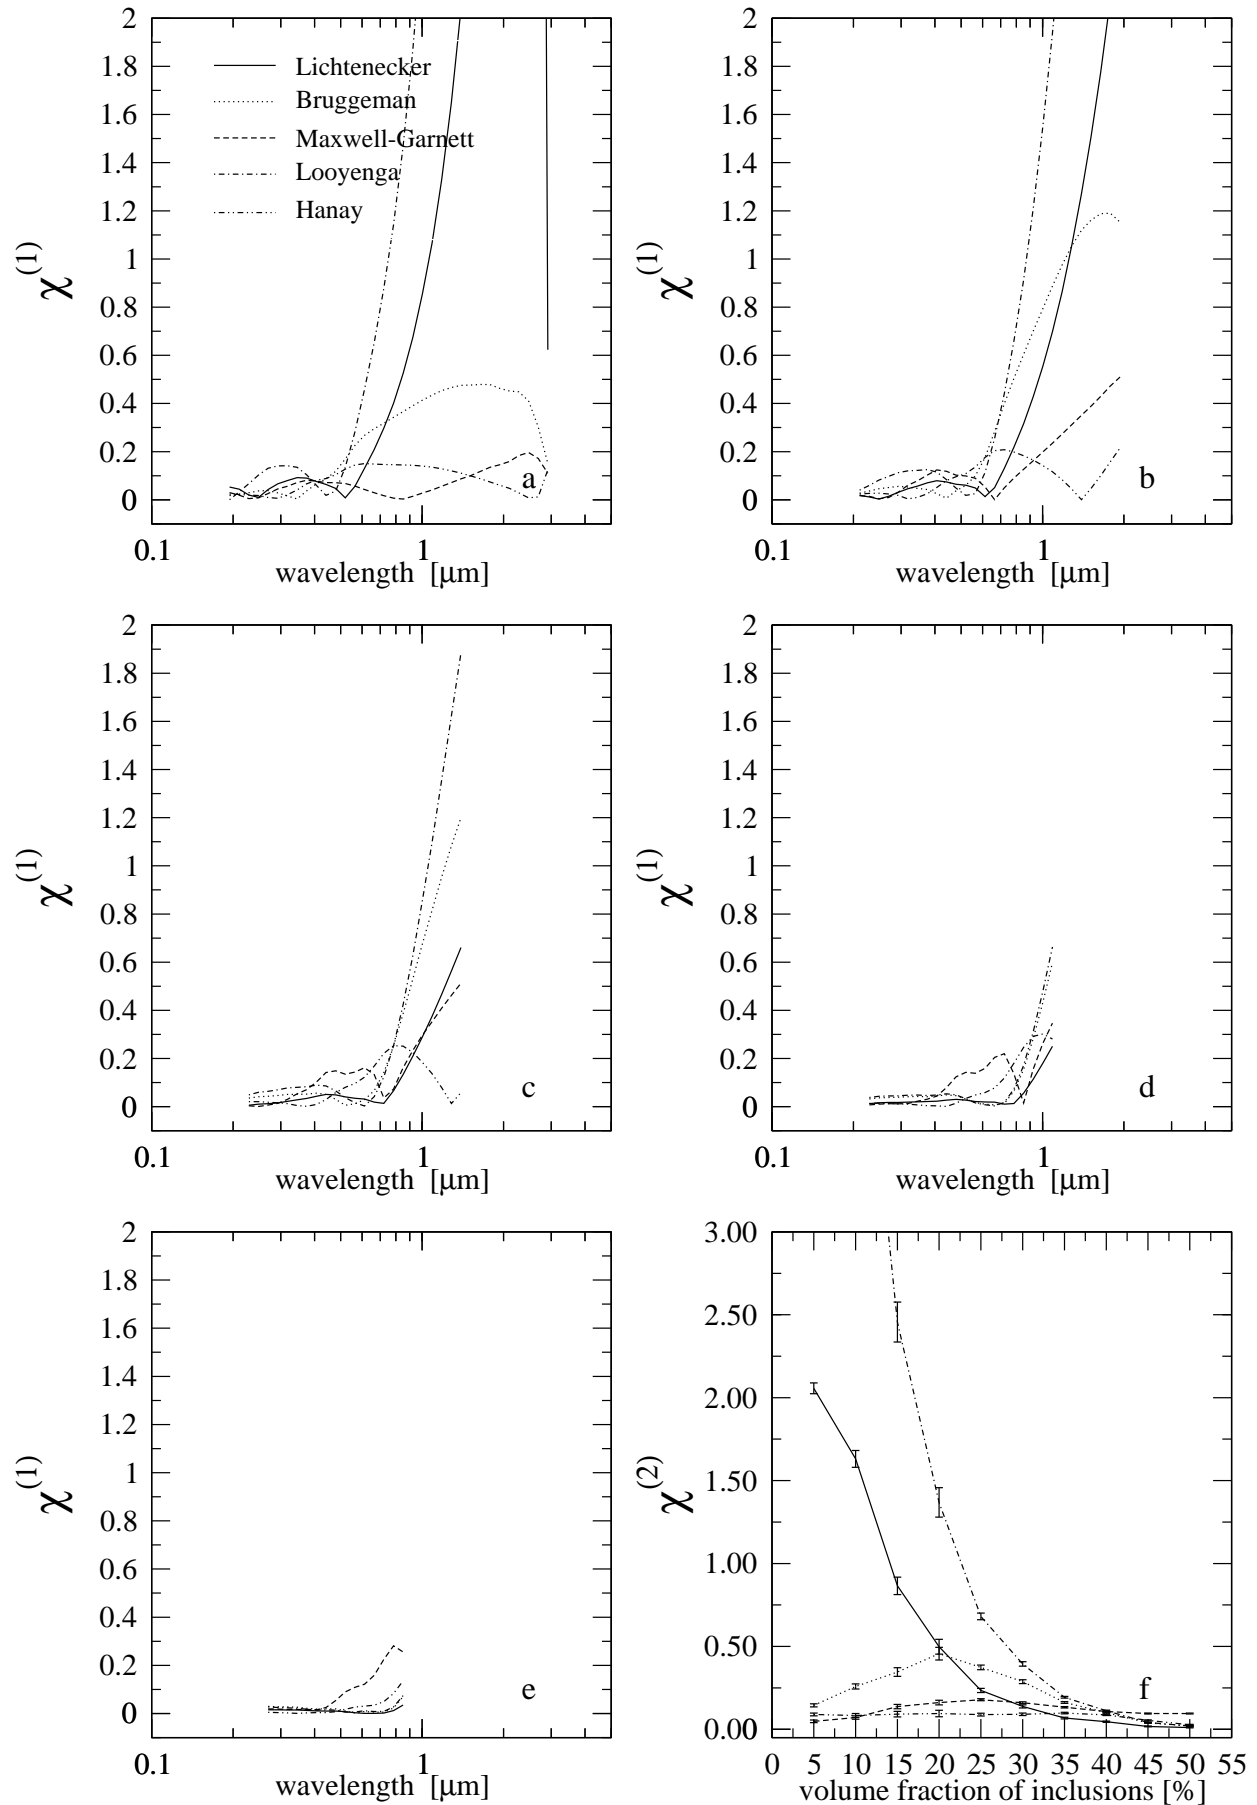 2
1.8
1.6
1.4
1.2
1
0.8
0.6
0.4
0.2
0
χ(1)
Lichtenecker
Bruggeman
Maxwell-Garnett
Looyenga
Hanay
a
0.1 1
wavelength [μm]
2
1.8
1.6
1.4
1.2
1
0.8
0.6
0.4
0.2
0
χ(1)
b
0.1 1
wavelength [μm]
2
1.8
1.6
1.4
1.2
1
0.8
0.6
0.4
0.2
0
χ(1)
c
0.1 1
wavelength [μm]
2
1.8
1.6
1.4
1.2
1
0.8
0.6
0.4
0.2
0
χ(1)
d
0.1 1
wavelength [μm]
2
1.8
1.6
1.4
1.2
1
0.8
0.6
0.4
0.2
0
χ(1)
e
0.1 1
wavelength [μm]
3.00
2.50
2.00
1.50
1.00
0.50
0.00
χ(2)
f
0 5 10 15 20 25 30 35 40 45 50 55
volume fraction of inclusions [%]